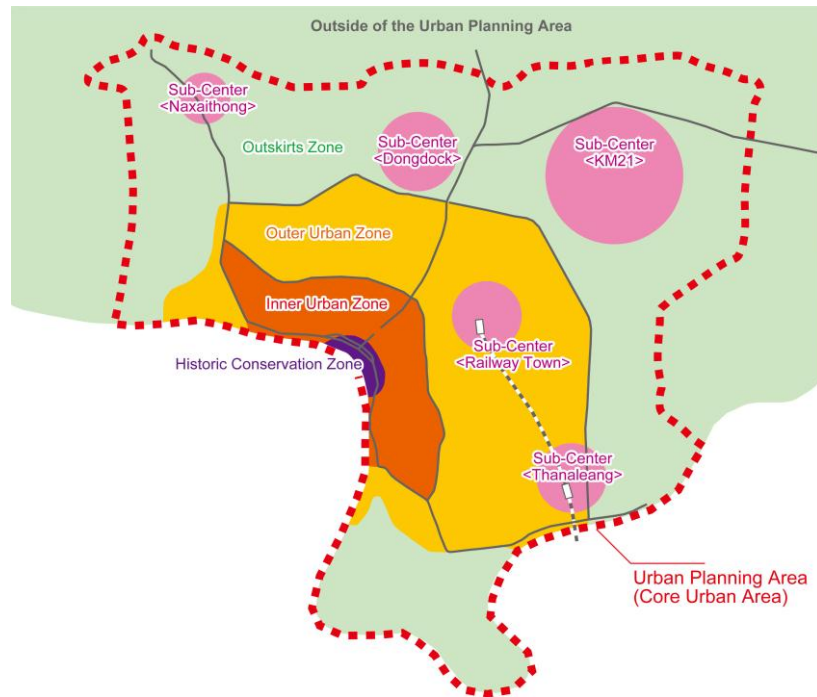 Outside of the Urban Planning Area
Sub-Center
<Naxaithong>
Outskirts Zone
Sub-Center
<Dongdock>
Sub-Center
<KM21>
Outer Urban Zone
Inner Urban Zone
Sub-Center
<Railway Town>
Historic Conservation Zone
Sub-Center
<Thanaleang>
Urban Planning Area
(Core Urban Area)